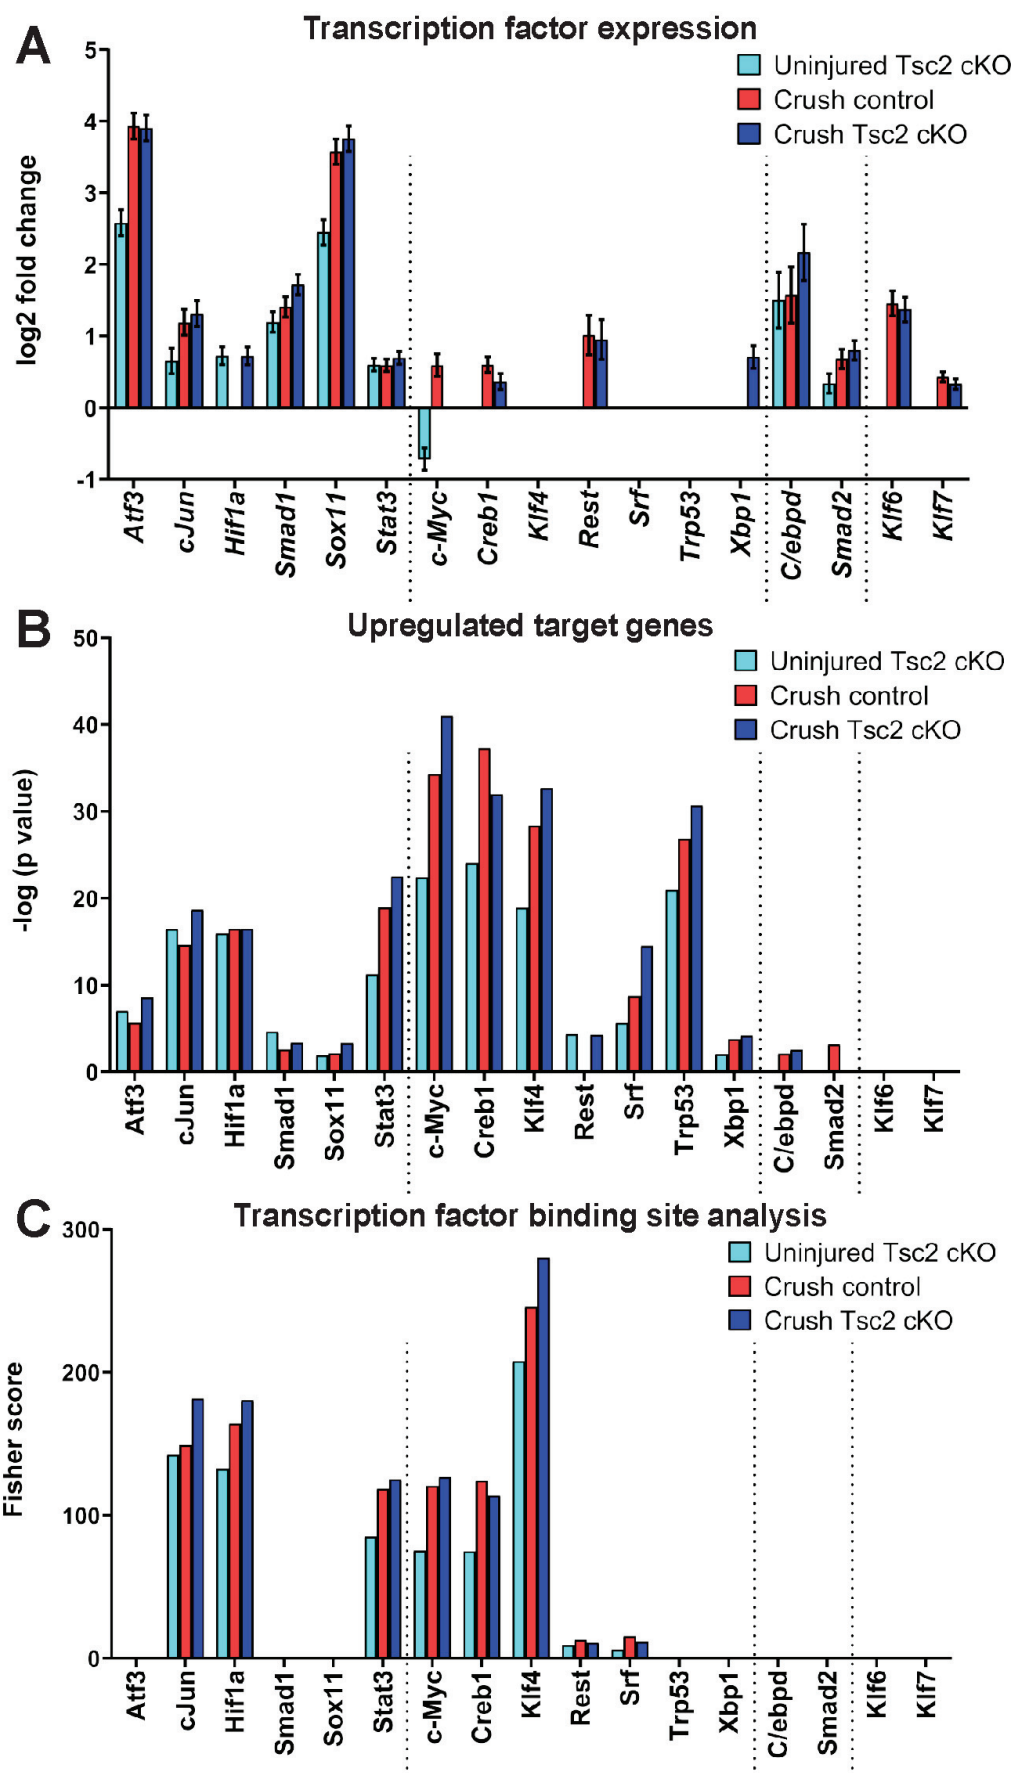 A
Transcription factor expression
Uninjured Tsc2 cKO
Crush control
Crush Tsc2 cKO
log2 fold change
5
4
3
2
1
0
-1
Atf3
cJun
Hif1a
Smad1
Sox11
Stat3
c-Myc
Creb1
Klf4
Rest
Srf
Trp53
Xbp1
C/ebpd
Smad2
Klf6
Klf7
B
Upregulated target genes
Uninjured Tsc2 cKO
Crush control
Crush Tsc2 cKO
-log (p value)
50
40
30
20
10
0
Atf3
cJun
Hif1a
Smad1
Sox11
Stat3
c-Myc
Creb1
Klf4
Rest
Srf
Trp53
Xbp1
C/ebpd
Smad2
Klf6
Klf7
C
Transcription factor binding site analysis
Uninjured Tsc2 cKO
Crush control
Crush Tsc2 cKO
Fisher score
300
200
100
0
Atf3
cJun
Hif1a
Smad1
Sox11
Stat3
c-Myc
Creb1
Klf4
Rest
Srf
Trp53
Xbp1
C/ebpd
Smad2
Klf6
Klf7